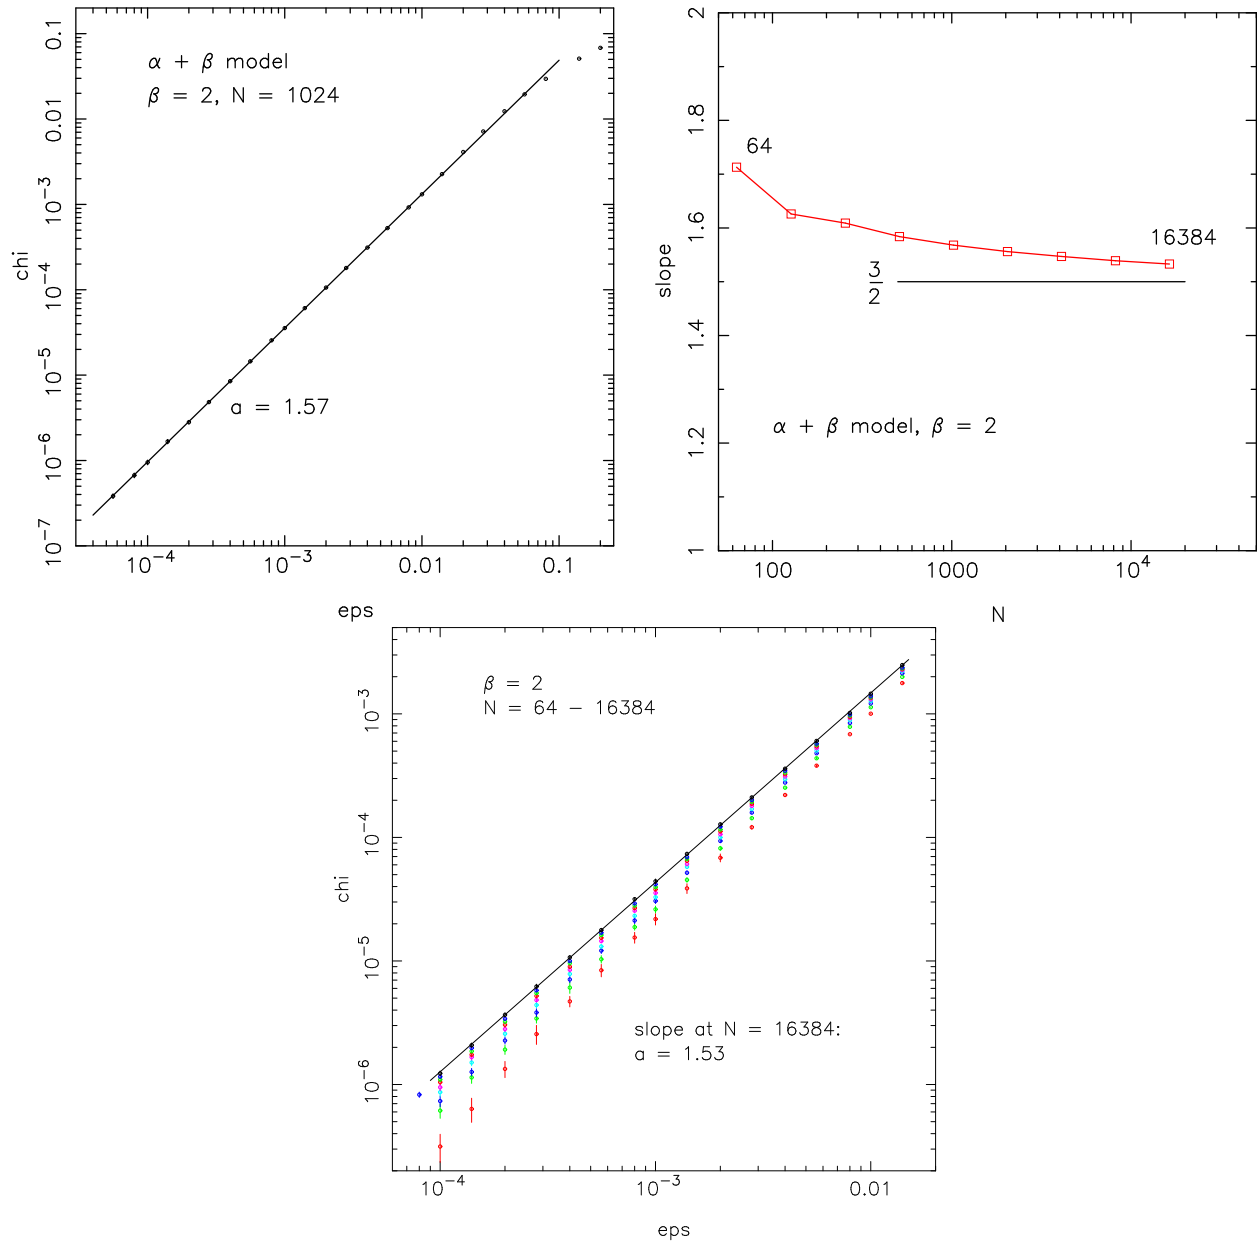 α + β model
β = 2, N = 1024
a = 1.57
chi
0.1
0.01
10⁻³
10⁻⁴
10⁻⁵
10⁻⁶
10⁻⁷
10⁻⁴ 10⁻³ 0.01 0.1
eps
64
16384
3
2
α + β model, β = 2
slope
2
1.8
1.6
1.4
1.2
1
100 1000 10⁴
N
β = 2
N = 64 − 16384
slope at N = 16384:
a = 1.53
chi
10⁻³
10⁻⁴
10⁻⁵
10⁻⁶
10⁻⁴ 10⁻³ 0.01
eps